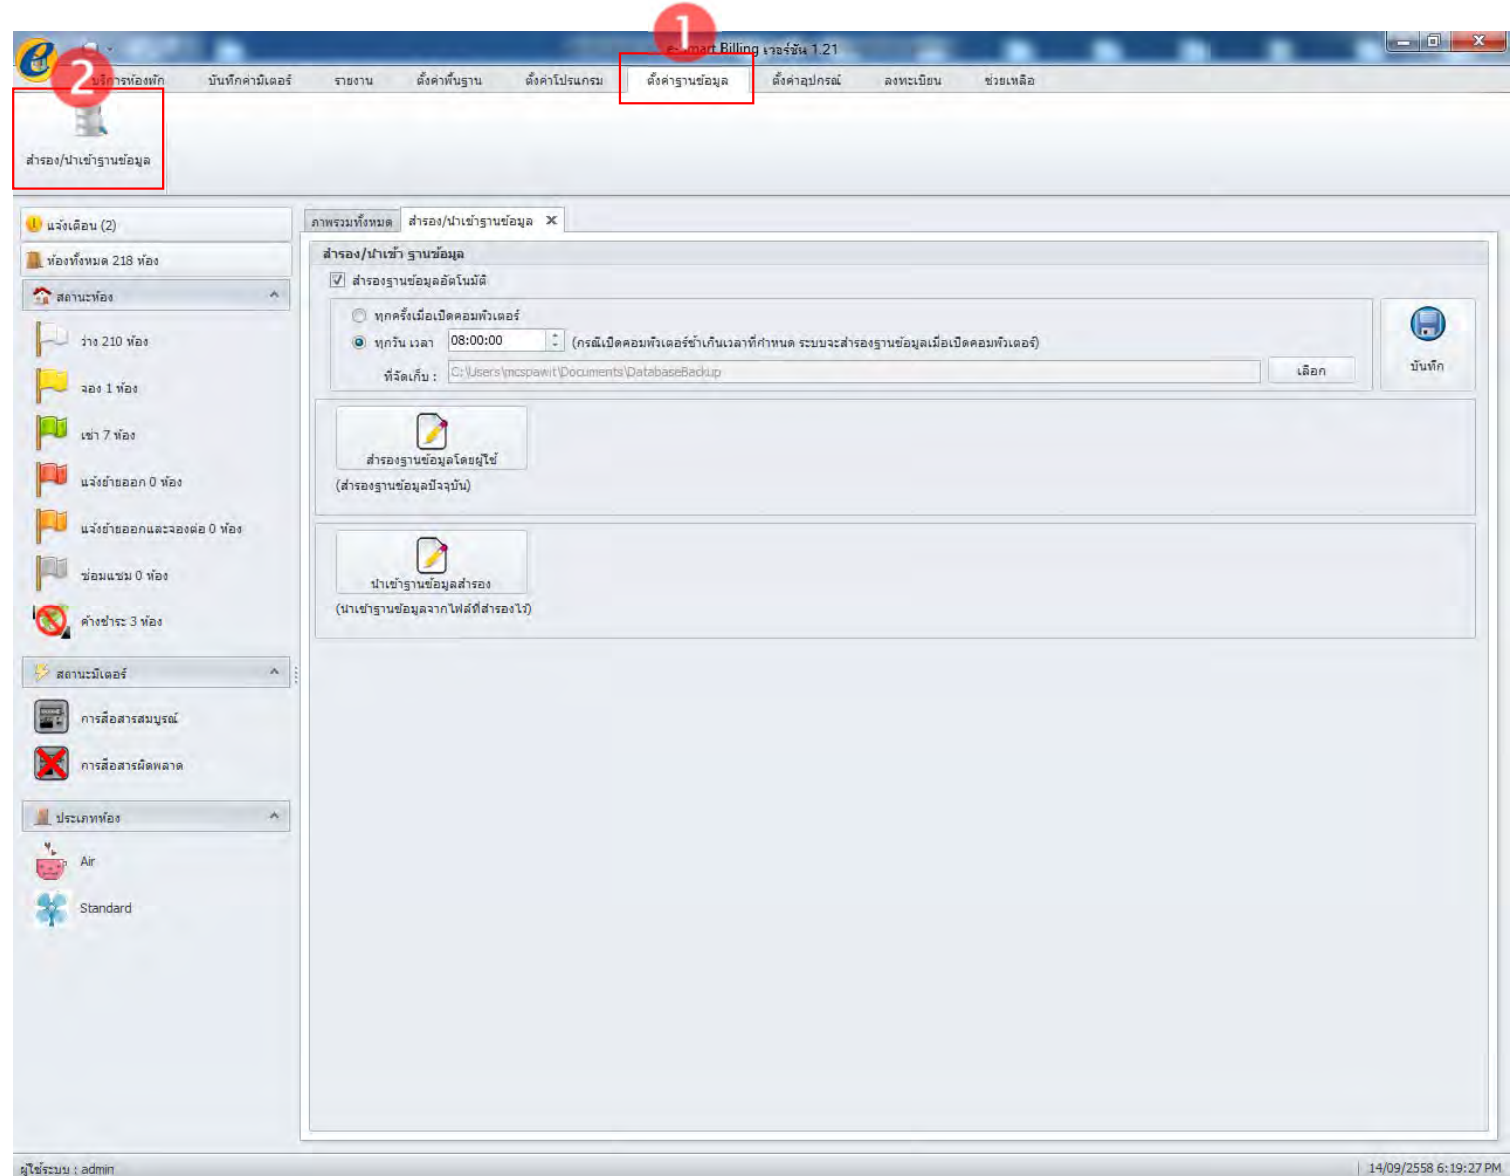 1
e-Smart Billing เวอร์ชัน 1.21
2
บริการห้องพัก บันทึกค่ามิเตอร์ รายงาน ตั้งค่าพื้นฐาน ตั้งค่าโปรแกรม ตั้งค่าฐานข้อมูล ตั้งค่าอุปกรณ์ ลงทะเบียน ช่วยเหลือ
สำรอง/นำเข้าฐานข้อมูล
แจ้งเตือน (2)
ห้องทั้งหมด 218 ห้อง
สถานะห้อง
ว่าง 210 ห้อง
จอง 1 ห้อง
เช่า 7 ห้อง
แจ้งย้ายออก 0 ห้อง
แจ้งย้ายออกและจองต่อ 0 ห้อง
ซ่อมแซม 0 ห้อง
ค้างชำระ 3 ห้อง
สถานะมิเตอร์
การสื่อสารสมบูรณ์
การสื่อสารผิดพลาด
ประเภทห้อง
Air
Standard
ภาพรวมทั้งหมด สำรอง/นำเข้าฐานข้อมูล X
สำรอง/นำเข้า ฐานข้อมูล
สำรองฐานข้อมูลอัตโนมัติ
ทุกครั้งเมื่อเปิดคอมพิวเตอร์
ทุกวัน เวลา 08:00:00 (กรณีเปิดคอมพิวเตอร์ช้าเกินเวลาที่กำหนด ระบบจะสำรองฐานข้อมูลเมื่อเปิดคอมพิวเตอร์)
ที่จัดเก็บ : C:\Users\mcspawit\Documents\DatabaseBackup เลือก
บันทึก
สำรองฐานข้อมูลโดยผู้ใช้
(สำรองฐานข้อมูลปัจจุบัน)
นำเข้าฐานข้อมูลสำรอง
(นำเข้าฐานข้อมูลจากไฟล์ที่สำรองไว้)
ผู้ใช้ระบบ : admin
14/09/2558 6:19:27 PM